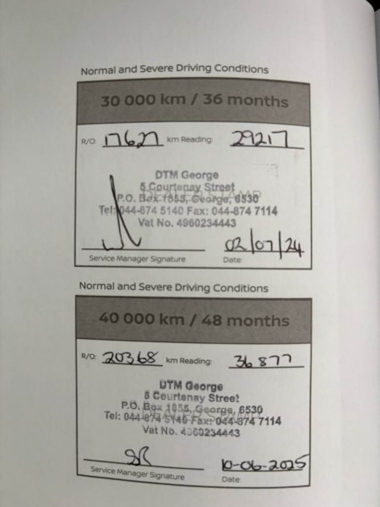 Normal and Severe Driving Conditions
30 000 km / 36 months
R/O 17627 km Reading 29217
DTM George
5 Courtenay Street
P.O. Box 1855, George, 6530
Tel: 044-874 5140 Fax: 044-874 7114
Vat No. 4960234443
02/07/24
Service Manager Signature Date
Normal and Severe Driving Conditions
40 000 km / 48 months
R/O: 20368 km Reading: 36877
DTM George
5 Courtenay Street
P.O. Box 1855, George, 6530
Tel: 044-874 5140 Fax: 044-874 7114
Vat No. 4960234443
10-06-2025
Service Manager Signature Date